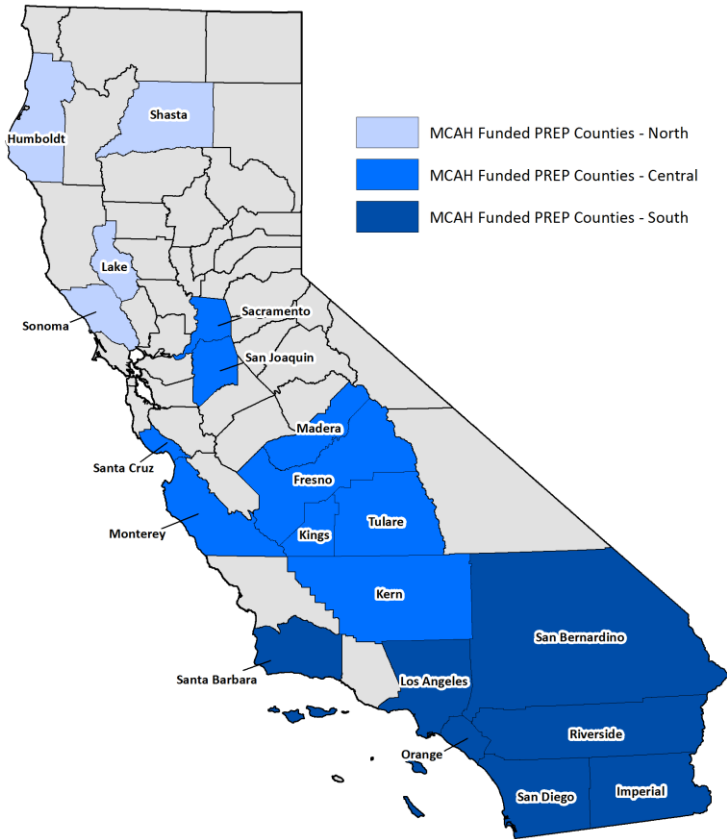 Shasta
Humboldt
MCAH Funded PREP Counties - North
MCAH Funded PREP Counties - Central
MCAH Funded PREP Counties - South
Lake
Sonoma
Sacramento
San Joaquin
Madera
Santa Cruz
Fresno
Monterey
Kings
Tulare
Kern
San Bernardino
Santa Barbara
Los Angeles
Riverside
Orange
San Diego
Imperial